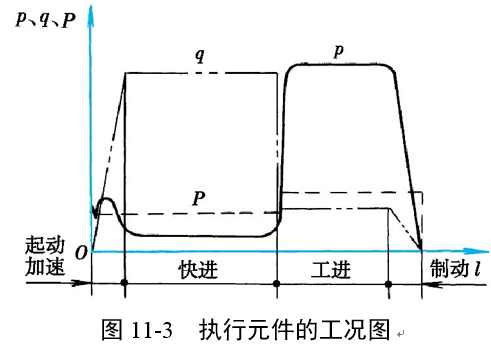 p、q、P
q
p
P
起动
加速
O
快进
工进
制动 l
图 11-3 执行元件的工况图